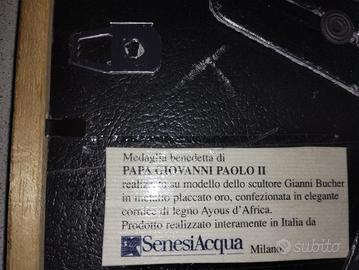 Medaglia benedetta di
PAPA GIOVANNI PAOLO II
realizzata su modello dello scultore Gianni Bucher
in metallo placcato oro, confezionata in elegante
cornice di legno Ayous d'Africa.
Prodotto realizzato interamente in Italia da
SenesiAcqua Milano.
subito